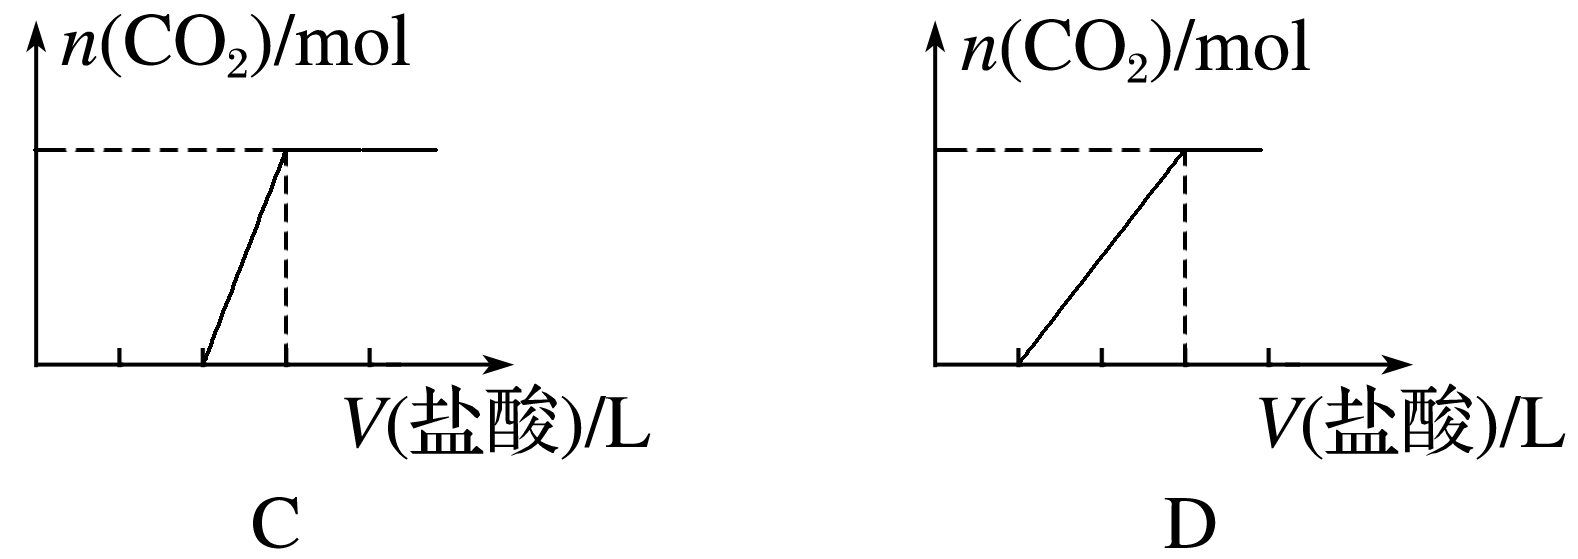 n(CO₂)/mol
V(盐酸)/L
C
n(CO₂)/mol
V(盐酸)/L
D